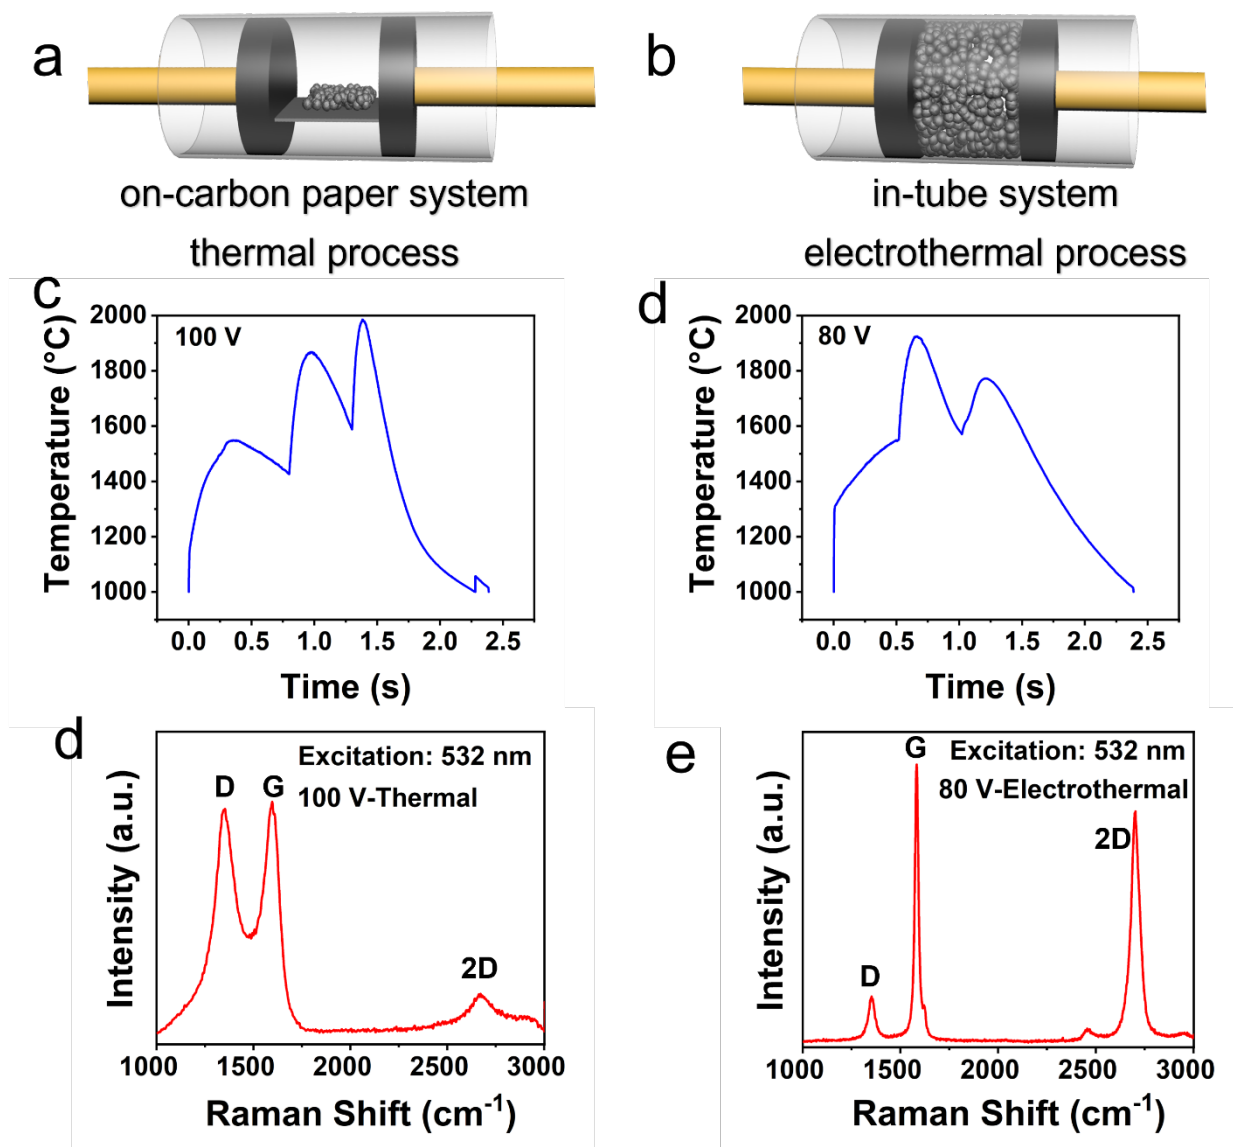 a
b
on-carbon paper system
in-tube system
thermal process
electrothermal process
c
d
100 V
80 V
Temperature (°C)
2000
1800
1600
1400
1200
1000
0.0 0.5 1.0 1.5 2.0 2.5
Time (s)
Temperature (°C)
2000
1800
1600
1400
1200
1000
0.0 0.5 1.0 1.5 2.0 2.5
Time (s)
d
Excitation: 532 nm
100 V-Thermal
D G
2D
Intensity (a.u.)
1000 1500 2000 2500 3000
Raman Shift (cm⁻¹)
e
G
Excitation: 532 nm
80 V-Electrothermal
2D
D
Intensity (a.u.)
1000 1500 2000 2500 3000
Raman Shift (cm⁻¹)